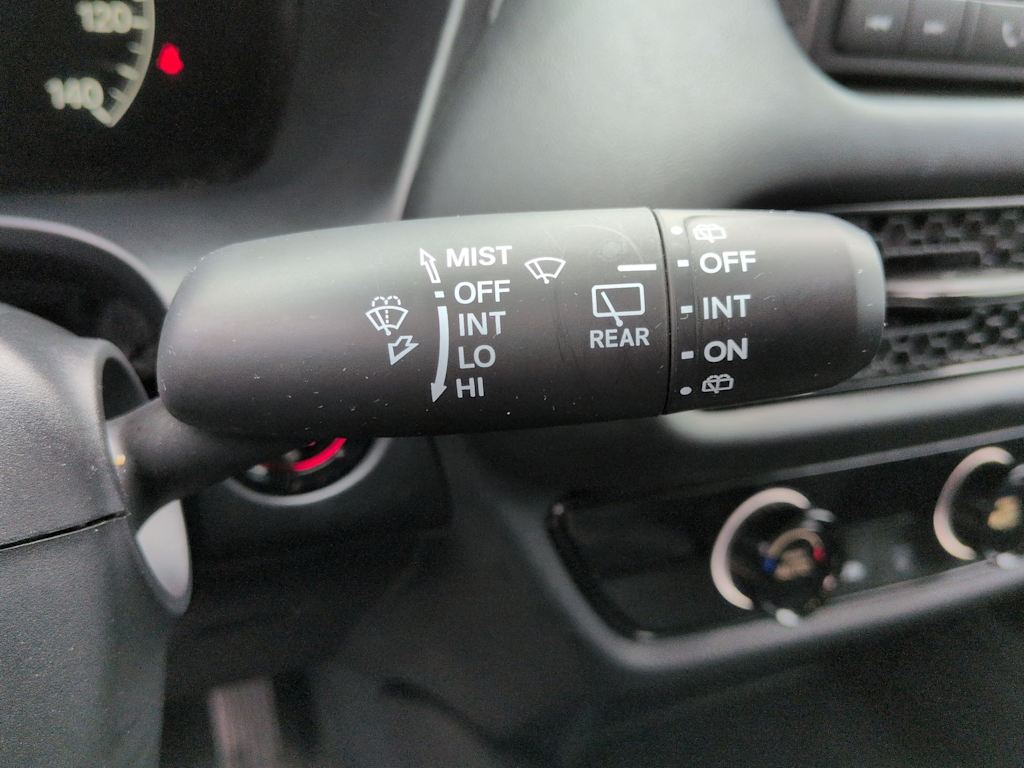 120
140
MIST
OFF
INT
LO
HI
REAR
OFF
INT
ON